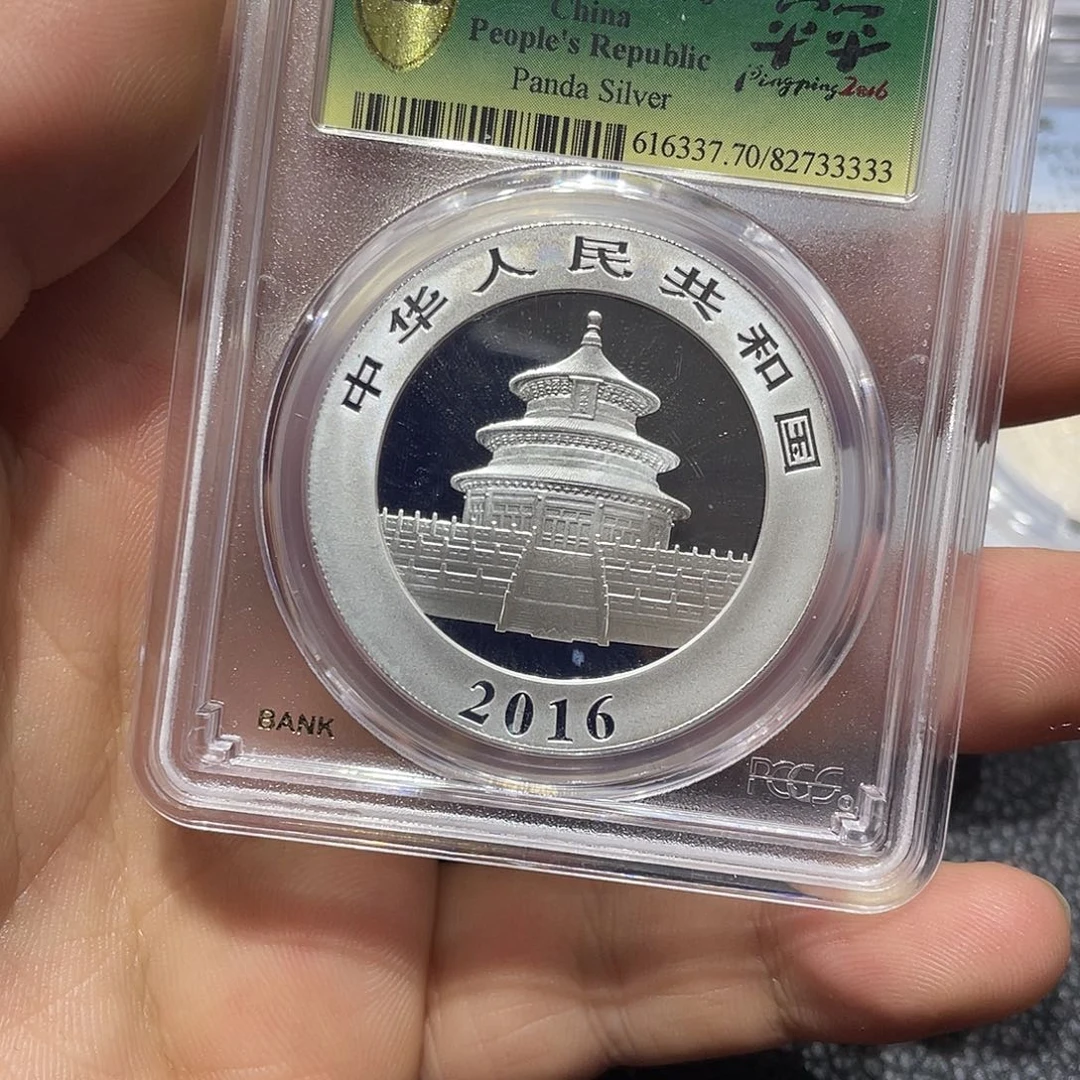 China
People's Republic
Panda Silver
Pingping2016
616337.70/82733333
中华人民共和国
2016
BANK
PCGS